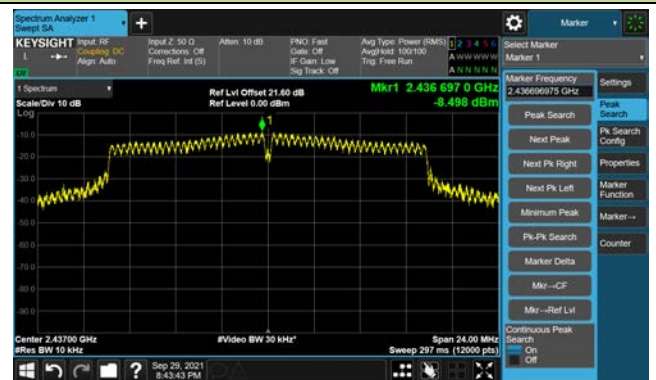 Spectrum Analyzer 1
Swept SA
+
Marker
KEYSIGHT
L
Input: RF
Coupling: DC
Align: Auto
Input Z: 50 Ω
Corrections: Off
Freq Ref: Int (S)
Atten: 10 dB
PNO: Fast
Gate: Off
IF Gain: Low
Sig Track: Off
Avg Type: Power (RMS)
Avg|Hold: 100/100
Trig: Free Run
1 2 3 4 5 6
A W W W W W
A N N N N N
Select Marker
Marker 1
1 Spectrum
Scale/Div 10 dB
Log
Ref Lvl Offset 21.60 dB
Ref Level 0.00 dBm
Mkr1 2.436 697 0 GHz
-8.498 dBm
1
-10.0
-20.0
-30.0
-40.0
-50.0
-60.0
-70.0
-80.0
-90.0
Center 2.43700 GHz
#Res BW 10 kHz
#Video BW 30 kHz*
Span 24.00 MHz
Sweep 297 ms (12000 pts)
Marker Frequency
2.436696975 GHz
Peak Search
Next Peak
Next Pk Right
Next Pk Left
Minimum Peak
Pk-Pk Search
Marker Delta
Mkr→CF
Mkr→Ref Lvl
Continuous Peak
Search
On
Off
Settings
Peak
Search
Pk Search
Config
Properties
Marker
Function
Marker→
Counter
?
Sep 29, 2021
8:43:43 PM